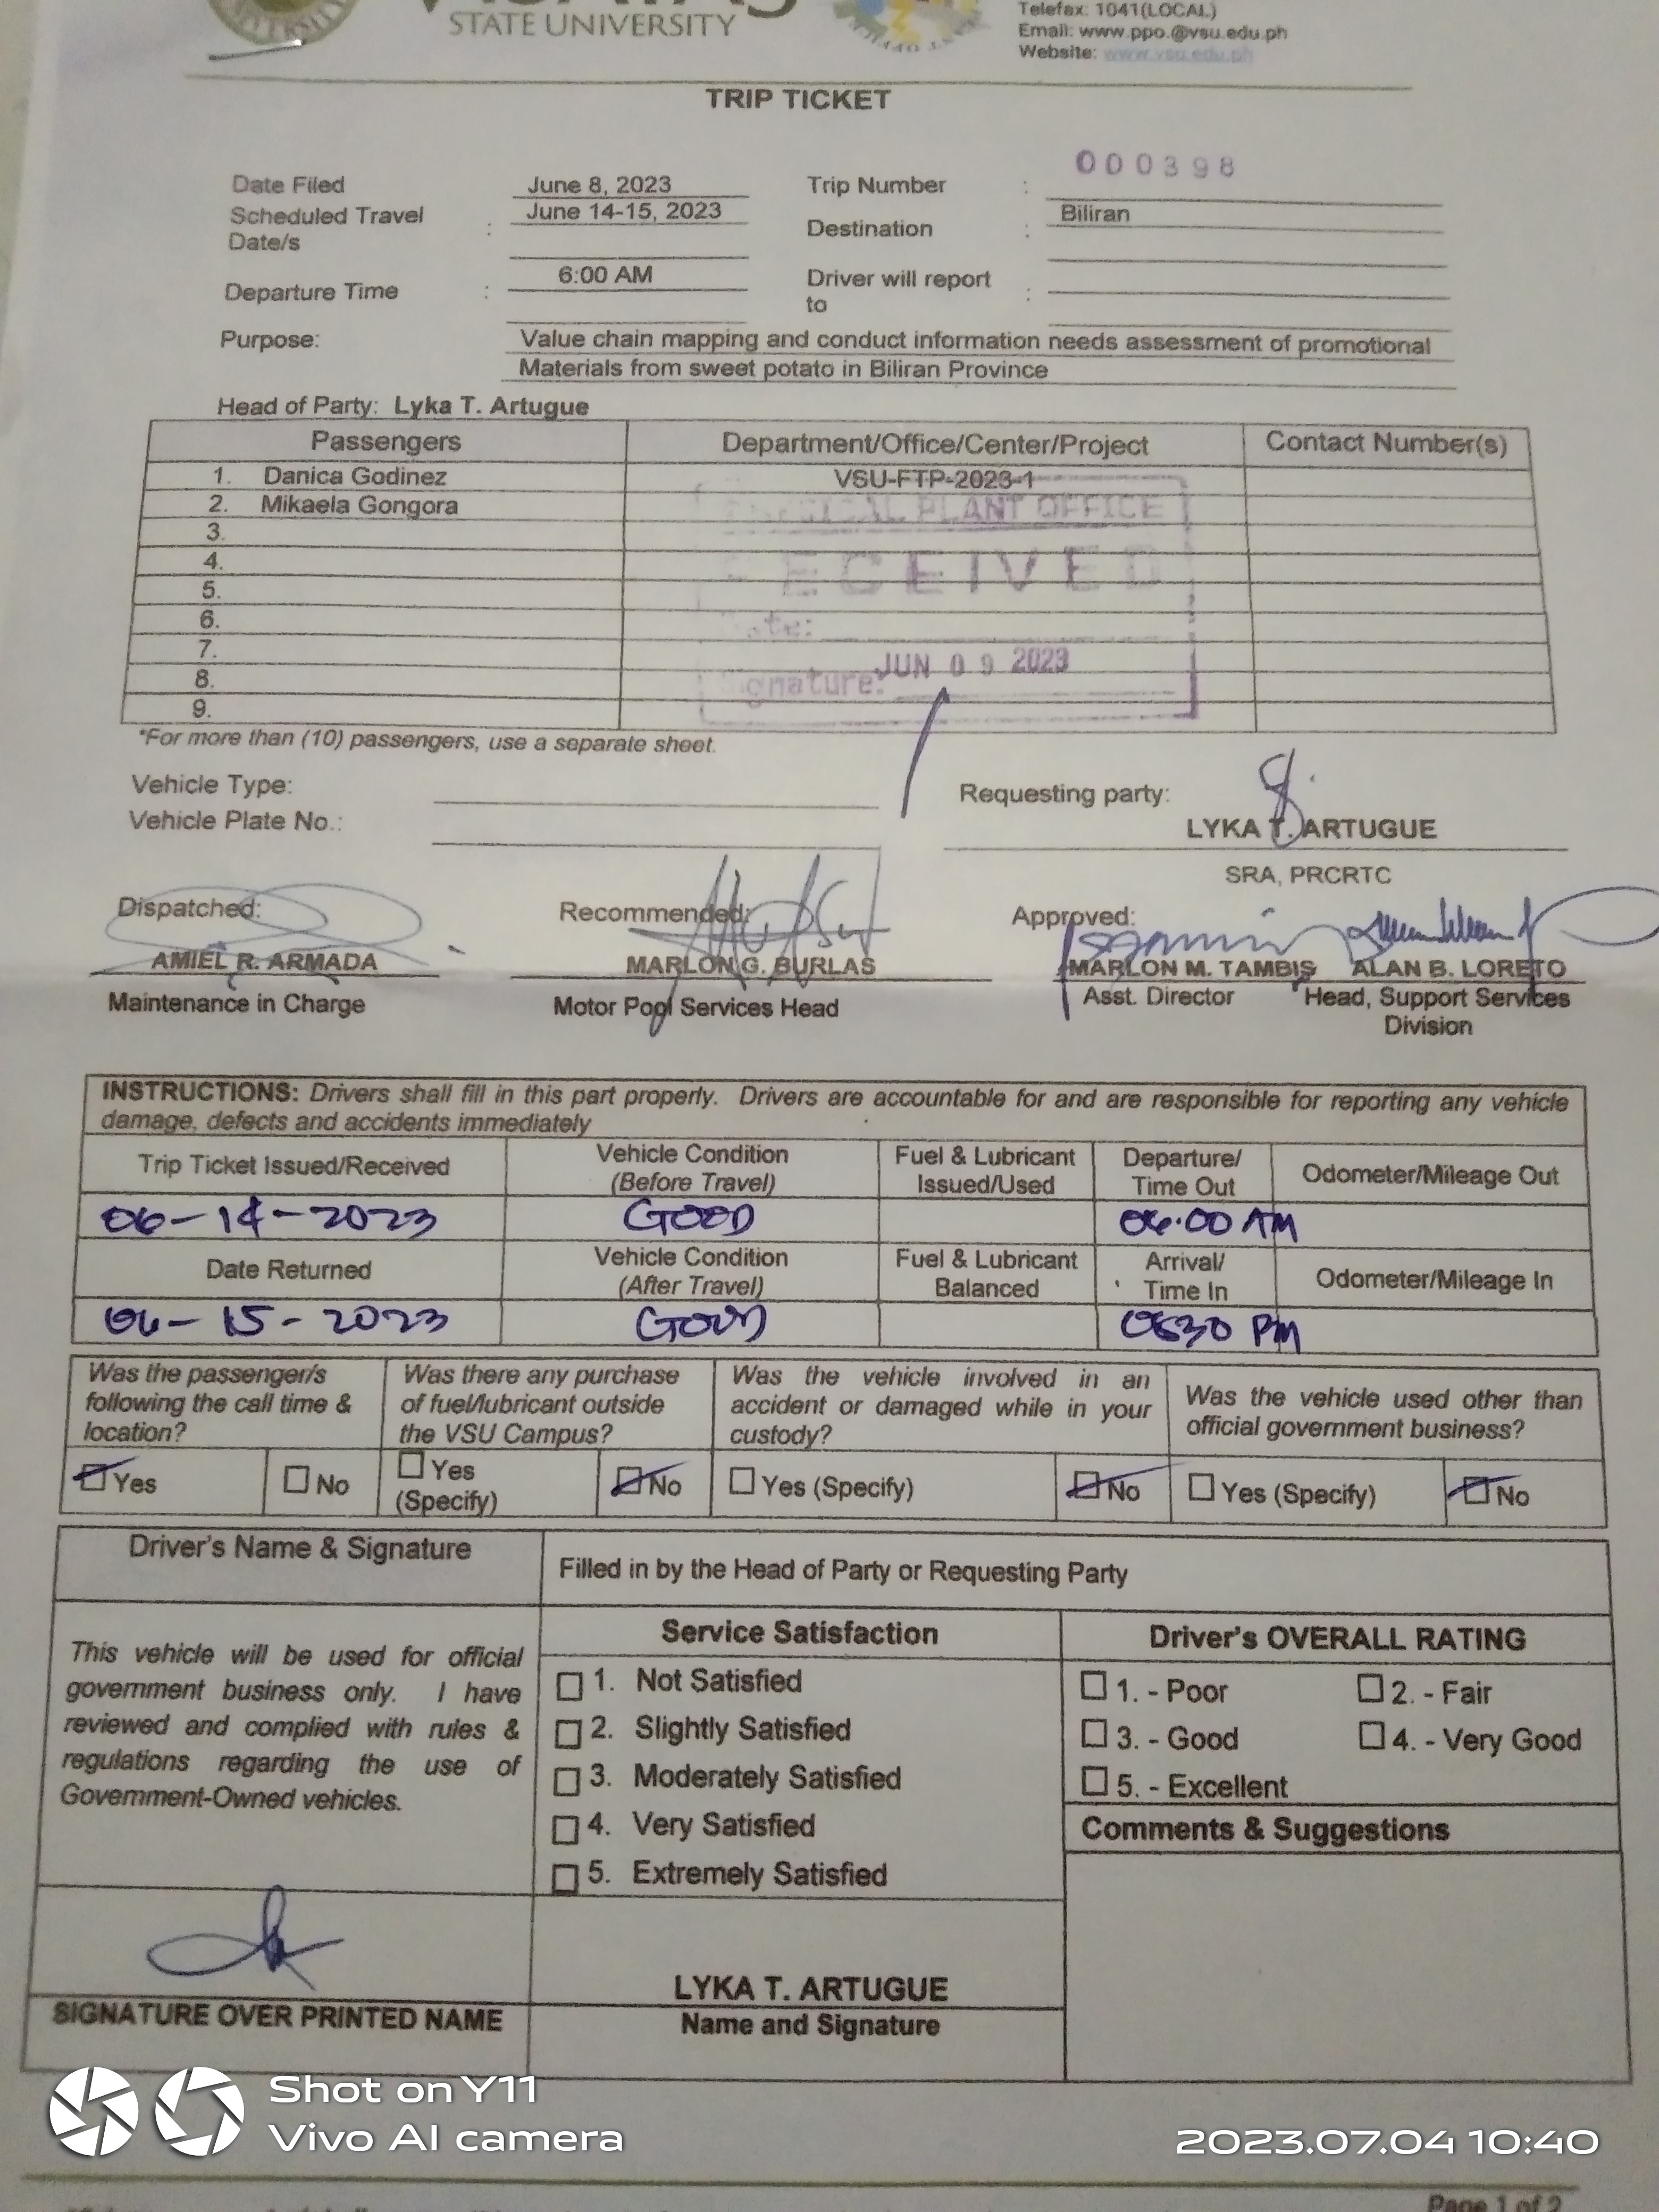 STATE UNIVERSITY
Telefax: 1041(LOCAL)
Email: www.ppo.@vsu.edu.ph
Website: www.vsu.edu.ph
TRIP TICKET
000398
Date Filed June 8, 2023 Trip Number :
Scheduled Travel Date/s : June 14-15, 2023 Destination : Biliran
Departure Time : 6:00 AM Driver will report to :
Purpose: Value chain mapping and conduct information needs assessment of promotional
Materials from sweet potato in Biliran Province
Head of Party: Lyka T. Artugue
Passengers Department/Office/Center/Project Contact Number(s)
1. Danica Godinez VSU-FTP-2023-1
2. Mikaela Gongora
3.
4.
5.
6.
7.
8.
9.
PLANT OFFICE
JUN 09 2023
*For more than (10) passengers, use a separate sheet.
Vehicle Type:
Vehicle Plate No.:
Requesting party:
LYKA T. ARTUGUE
SRA, PRCRTC
Dispatched: Recommended: Approved:
AMIEL R. ARMADA MARLON G. BURLAS MARLON M. TAMBIS ALAN B. LORETO
Maintenance in Charge Motor Pool Services Head Asst. Director Head, Support Services
Division
INSTRUCTIONS: Drivers shall fill in this part properly. Drivers are accountable for and are responsible for reporting any vehicle
damage, defects and accidents immediately
Trip Ticket Issued/Received Vehicle Condition (Before Travel) Fuel & Lubricant Issued/Used Departure/ Time Out Odometer/Mileage Out
06-14-2023 GOOD 06:00 AM
Date Returned Vehicle Condition (After Travel) Fuel & Lubricant Balanced Arrival/ Time In Odometer/Mileage In
06-15-2023 GOOD 0630 PM
Was the passenger/s following the call time & location?
Was there any purchase of fuel/lubricant outside the VSU Campus?
Was the vehicle involved in an accident or damaged while in your custody?
Was the vehicle used other than official government business?
Yes No Yes (Specify) No Yes (Specify) No Yes (Specify) No
Driver's Name & Signature
Filled in by the Head of Party or Requesting Party
This vehicle will be used for official
government business only. I have
reviewed and complied with rules &
regulations regarding the use of
Government-Owned vehicles.
Service Satisfaction
1. Not Satisfied
2. Slightly Satisfied
3. Moderately Satisfied
4. Very Satisfied
5. Extremely Satisfied
Driver's OVERALL RATING
1. - Poor 2. - Fair
3. - Good 4. - Very Good
5. - Excellent
Comments & Suggestions
SIGNATURE OVER PRINTED NAME
LYKA T. ARTUGUE
Name and Signature
Shot on Y11
Vivo AI camera
2023.07.04 10:40
Page 1 of 2